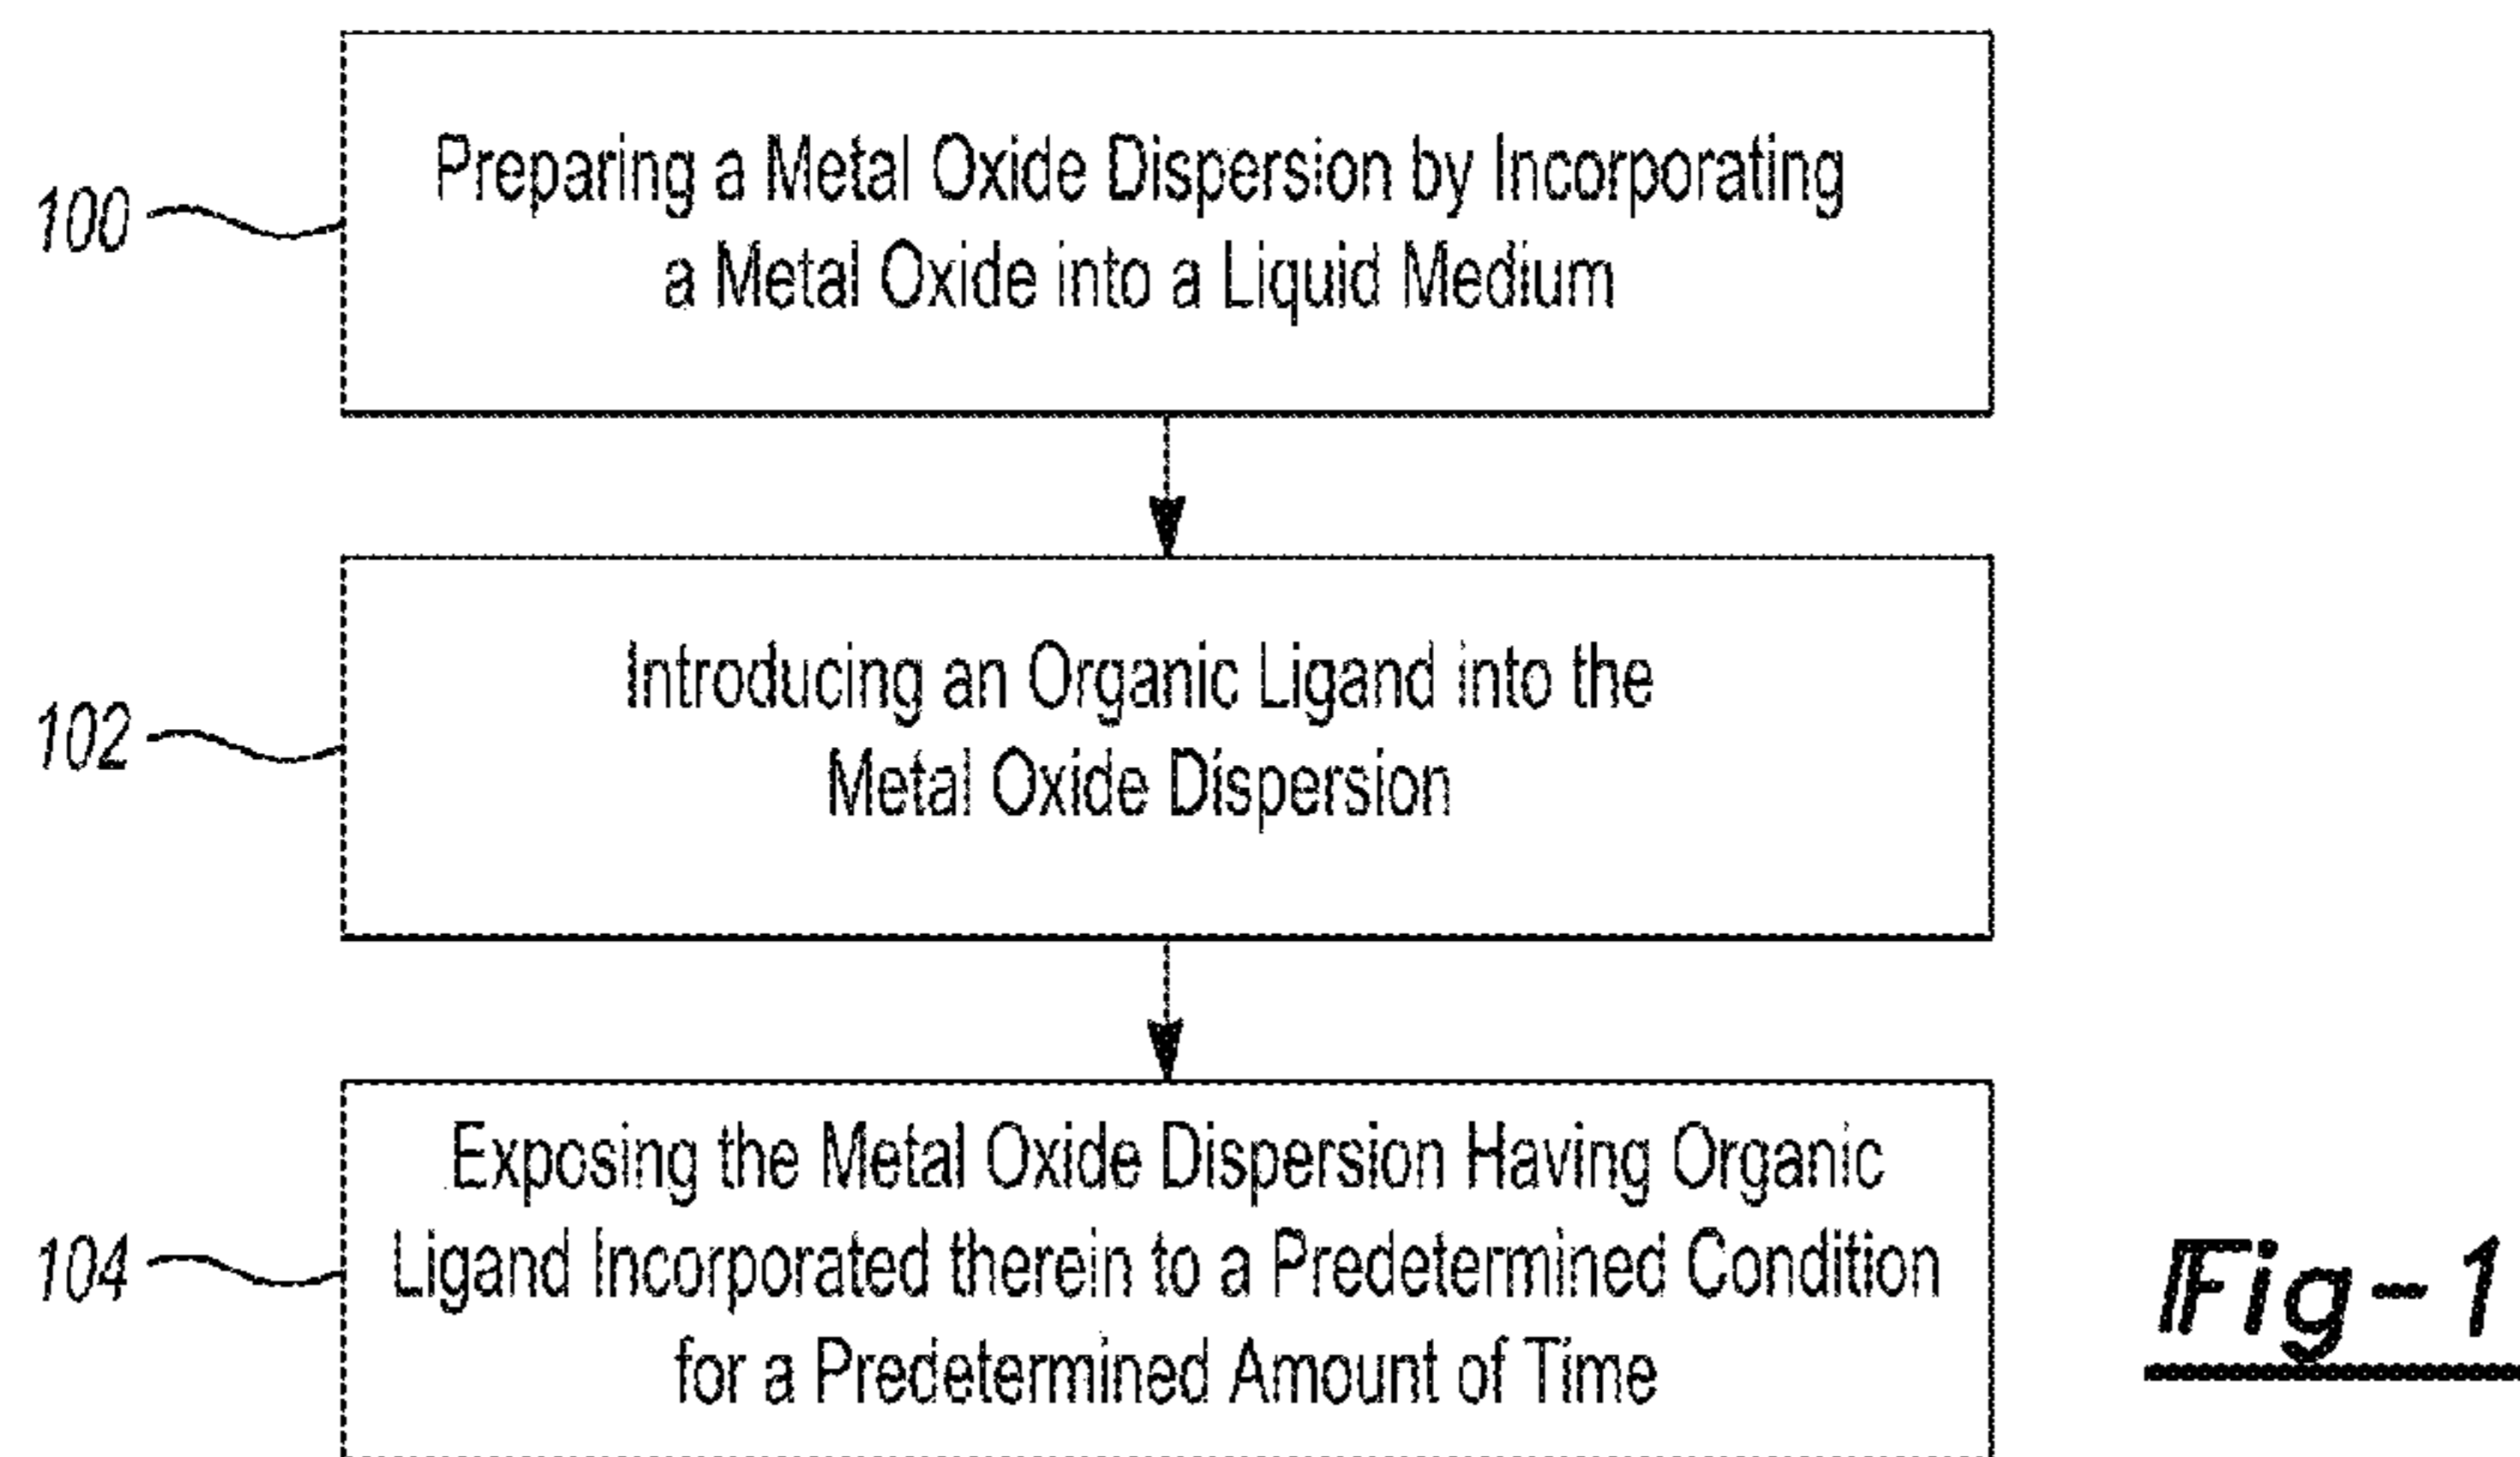 100
Preparing a Metal Oxide Dispersion by Incorporating
a Metal Oxide into a Liquid Medium
102
Introducing an Organic Ligand into the
Metal Oxide Dispersion
104
Exposing the Metal Oxide Dispersion Having Organic
Ligand Incorporated therein to a Predetermined Condition
for a Predetermined Amount of Time
Fig-1